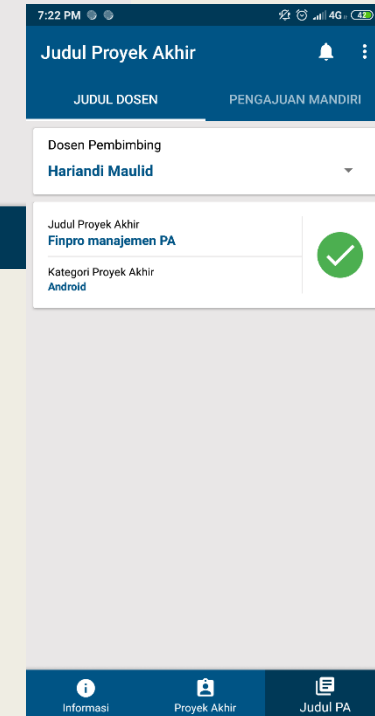 7:22 PM 4G 42
Judul Proyek Akhir
JUDUL DOSEN PENGAJUAN MANDIRI
Dosen Pembimbing
Hariandi Maulid
Judul Proyek Akhir
Finpro manajemen PA
Kategori Proyek Akhir
Android
Informasi Proyek Akhir Judul PA